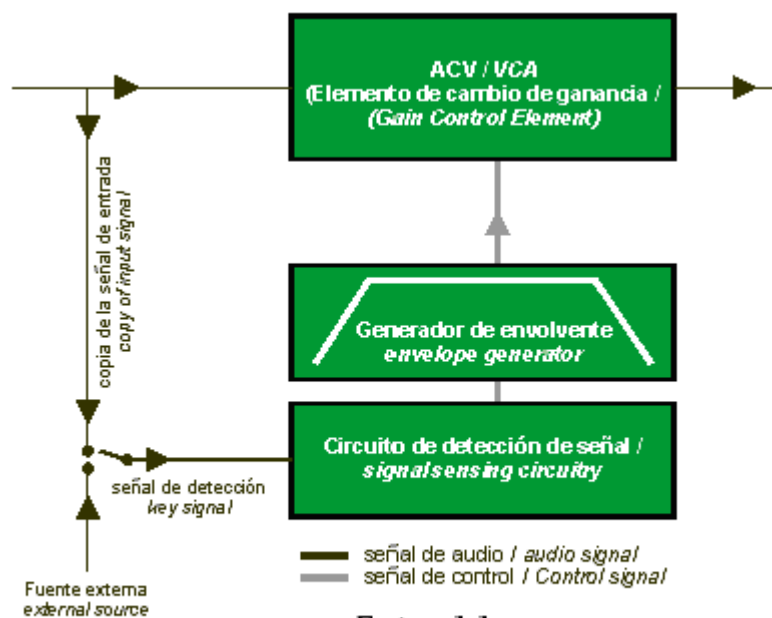 ACV / VCA
(Elemento de cambio de ganancia /
(Gain Control Element)
copia de la señal de entrada
copy of input signal
Generador de envolvente
envelope generator
Circuito de detección de señal /
signal sensing circuitry
señal de detección
key signal
Fuente externa
external source
señal de audio / audio signal
señal de control / Control signal